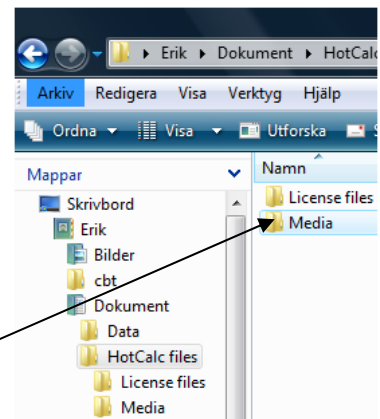 Erik Dokument HotCalc
Arkiv Redigera Visa Verktyg Hjälp
Ordna Visa Utforska S
Mappar
Skrivbord
Erik
Bilder
cbt
Dokument
Data
HotCalc files
License files
Media
Namn
License files
Media